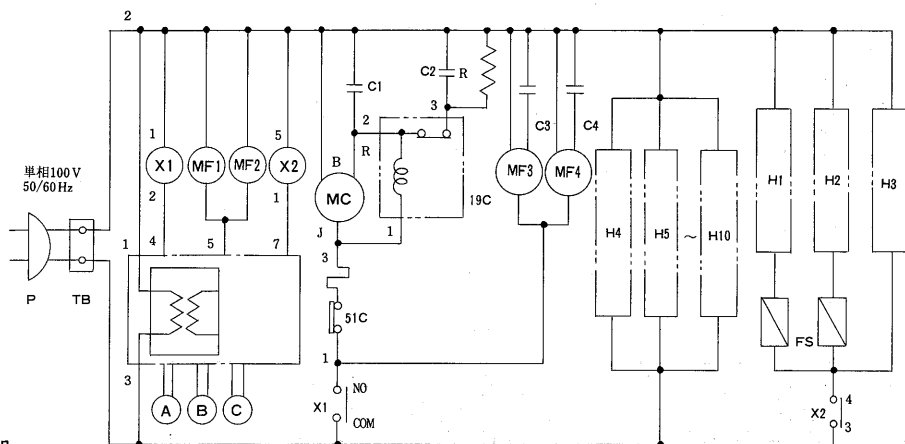 2
C2 R
C1
3
1
5
2
C3
C4
X1
MF1
MF2
X2
B
R
MF3
MF4
H1
H2
H3
単相100V
50/60Hz
MC
19C
2
1
J
1
H4
H5
～
H10
1
4
5
7
3
P
TB
51C
FS
3
1
A
B
C
X1
NO
COM
X2
4
3